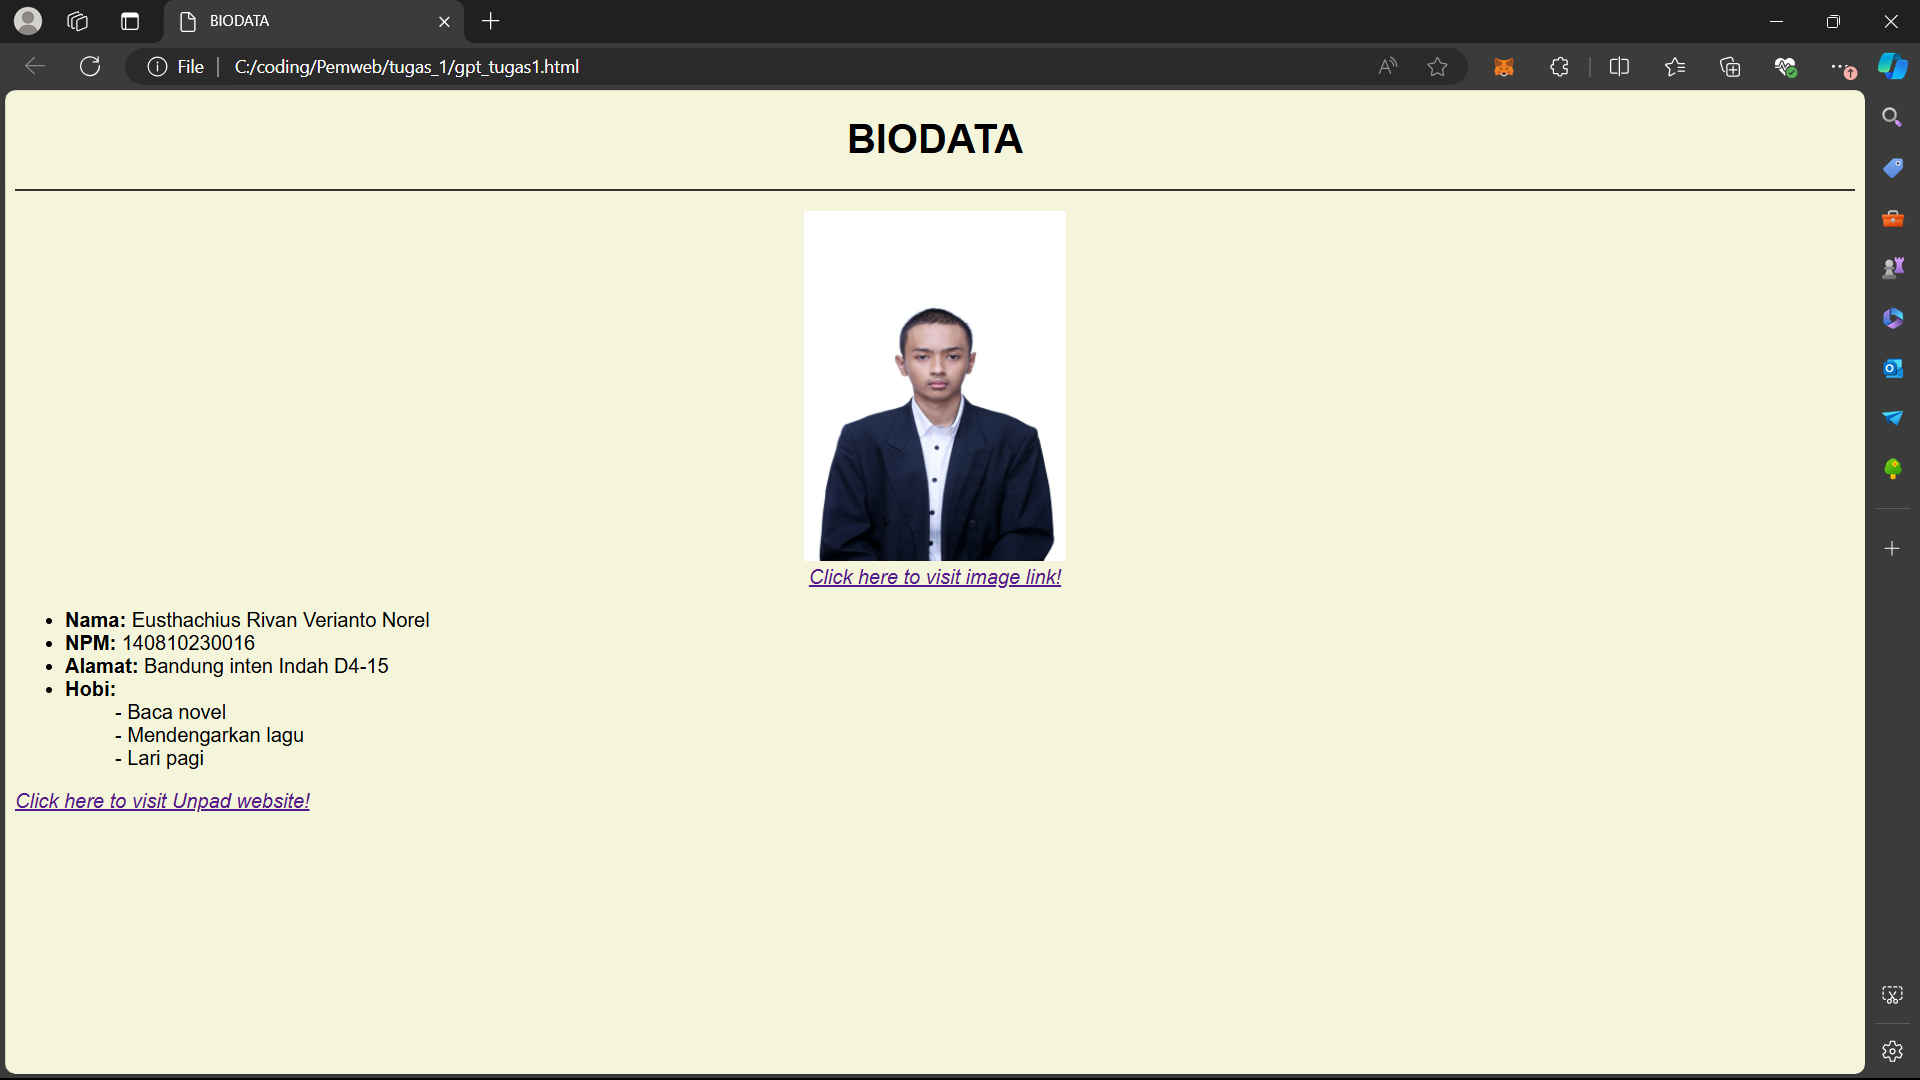 BIODATA
File
C:/coding/Pemweb/tugas_1/gpt_tugas1.html
BIODATA
Click here to visit image link!
• Nama: Eusthachius Rivan Verianto Norel
• NPM: 140810230016
• Alamat: Bandung inten Indah D4-15
• Hobi:
- Baca novel
- Mendengarkan lagu
- Lari pagi
Click here to visit Unpad website!